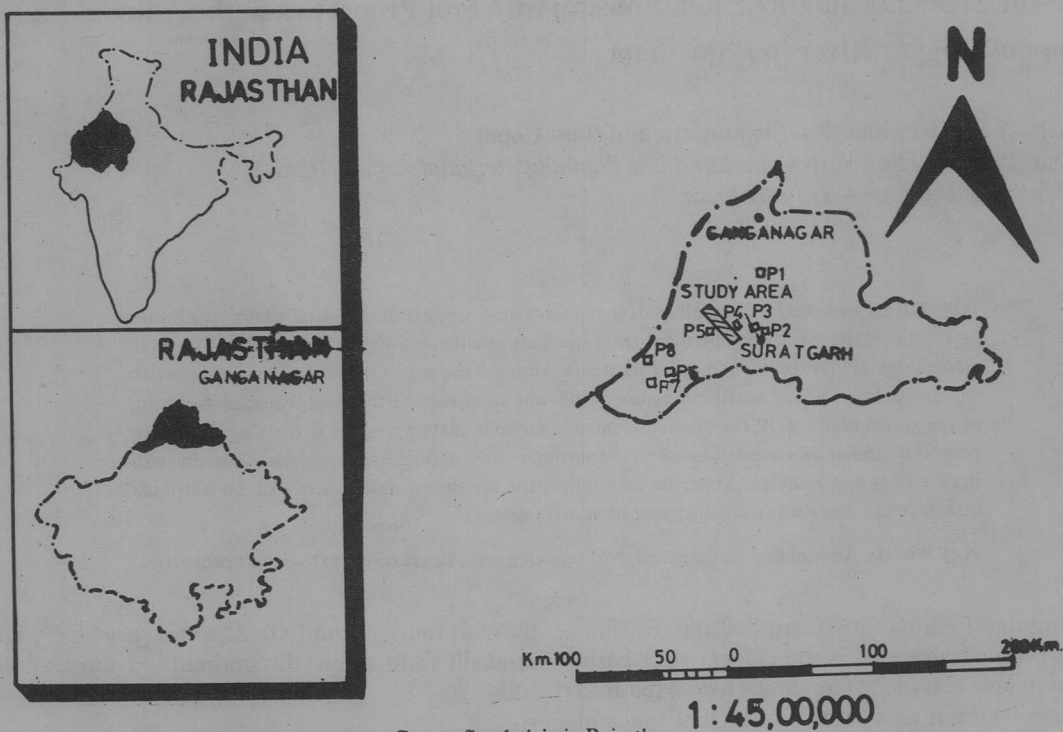 INDIA
RAJASTHAN
RAJASTHAN
GANGANAGAR
N
GANGANAGAR
P1
STUDY AREA
P4 P3
P5 P2
SURATGARH
P8
P6
P7
Km.100 50 0 100 200Km.
1:45,00,000